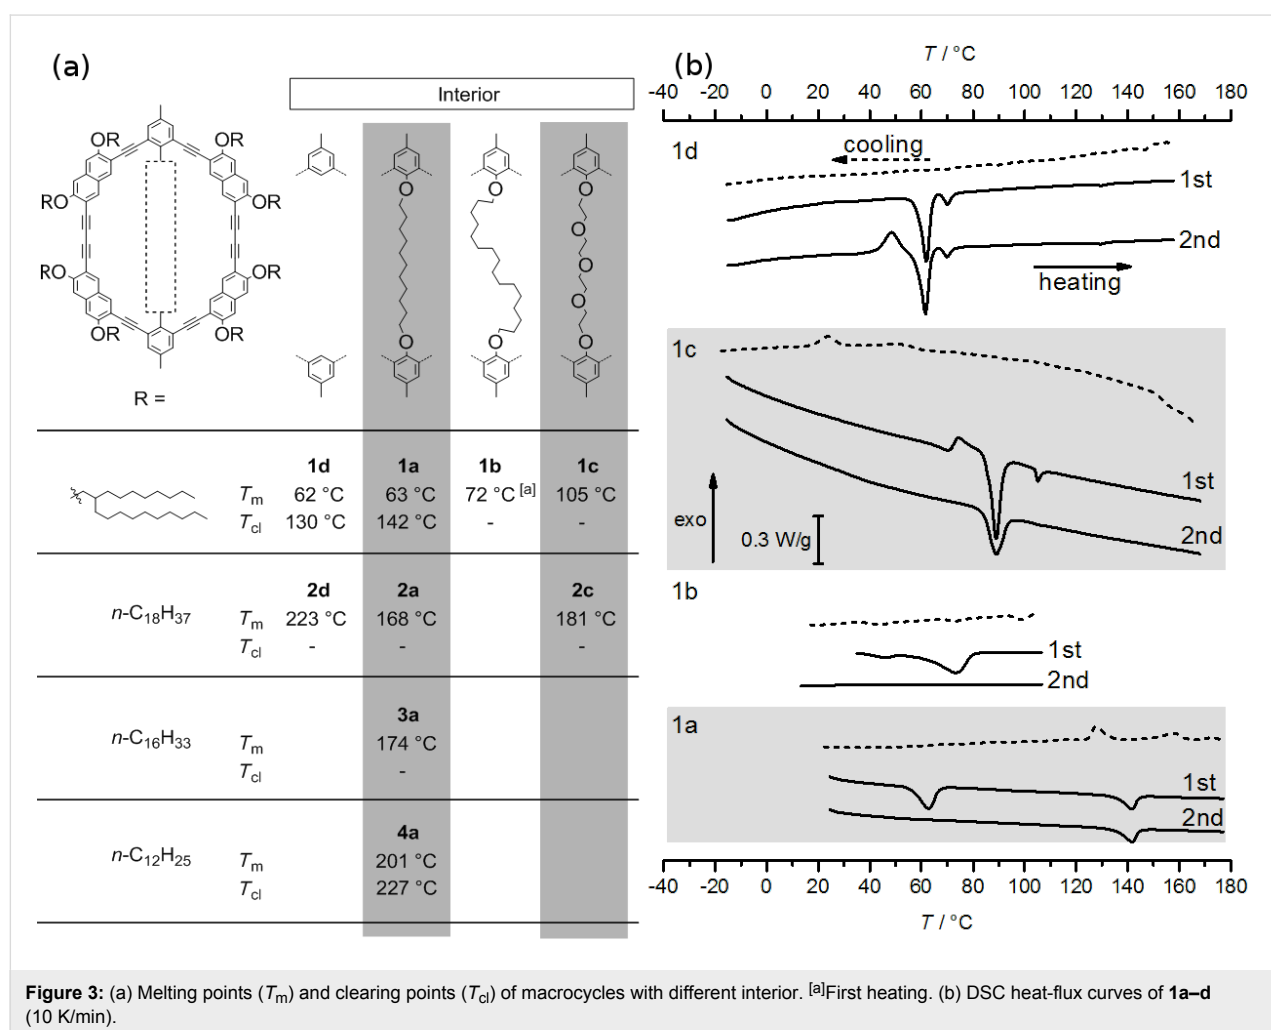 (a)
Interior
OR OR
RO OR
RO OR
OR OR
R =
O O O
O
O
O
O O O
1d 1a 1b 1c
Tm 62 °C 63 °C 72 °C [a] 105 °C
Tcl 130 °C 142 °C - -
2d 2a 2c
n-C18H37 Tm 223 °C 168 °C 181 °C
Tcl - - -
3a
n-C16H33 Tm 174 °C
Tcl -
4a
n-C12H25 Tm 201 °C
Tcl 227 °C
(b)
T / °C
-40 -20 0 20 40 60 80 100 120 140 160 180
1d
cooling
1st
2nd
heating
1c
1st
exo
0.3 W/g
2nd
1b
1st
2nd
1a
1st
2nd
-40 -20 0 20 40 60 80 100 120 140 160 180
T / °C
Figure 3: (a) Melting points (Tm) and clearing points (Tcl) of macrocycles with different interior. [a]First heating. (b) DSC heat-flux curves of 1a–d
(10 K/min).